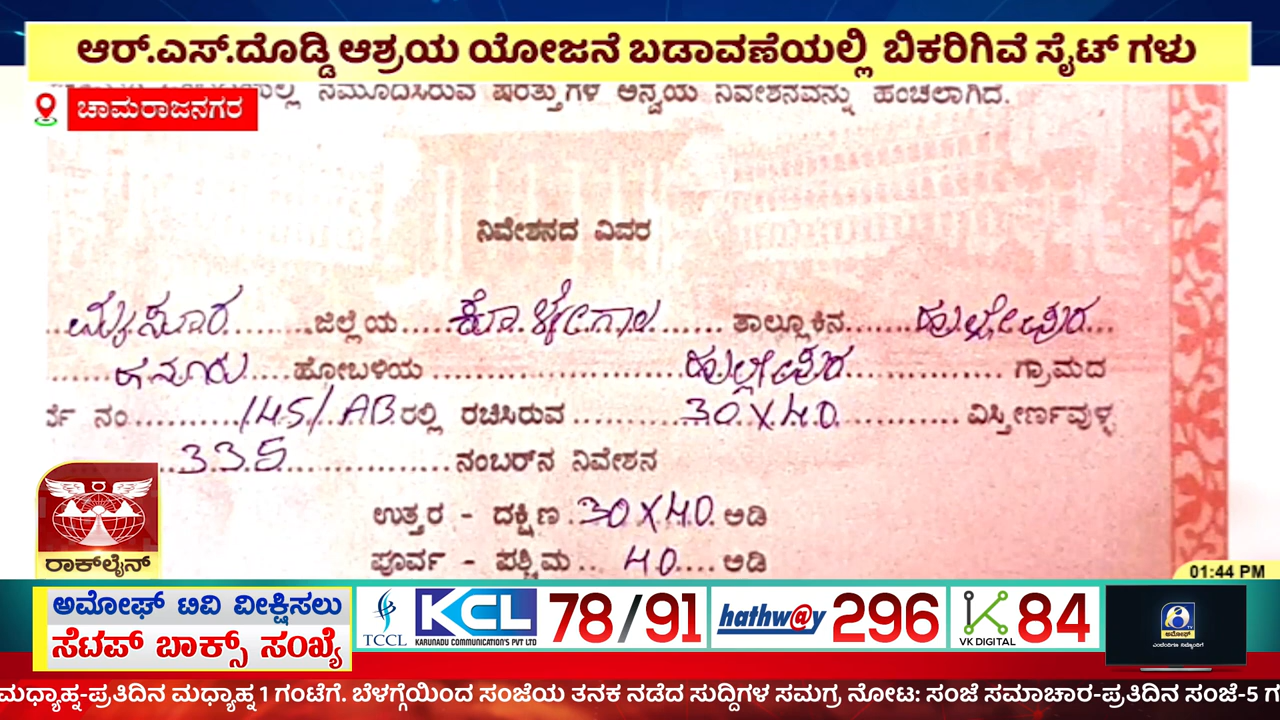 ಆರ್.ಎಸ್.ದೊಡ್ಡಿ ಆಶ್ರಯ ಯೋಜನೆ ಬಡಾವಣೆಯಲ್ಲಿ ಬಿಕರಿಗಿವೆ ಸೈಟ್ ಗಳು
ನಮೂದಿಸಿರುವ ಷರತ್ತುಗಳ ಅನ್ವಯ ನಿವೇಶನವನ್ನು ಹಂಚಲಾಗಿದೆ.
ಚಾಮರಾಜನಗರ
ನಿವೇಶನದ ವಿವರ
ಮೈಸೂರ ಜಿಲ್ಲೆಯ ಕೊಳ್ಳೇಗಾಲ ತಾಲ್ಲೂಕಿನ ಹುಲ್ಲೇಪುರ
ಹನೂರು ಹೋಬಳಿಯ ಹುಲ್ಲೇಪುರ ಗ್ರಾಮದ
ನಂ 145/AB ರಲ್ಲಿ ರಚಿಸಿರುವ 30X40 ವಿಸ್ತೀರ್ಣವುಳ್ಳ
335 ನಂಬರ್‌ನ ನಿವೇಶನ
ಉತ್ತರ - ದಕ್ಷಿಣ 30X40 ಅಡಿ
ಪೂರ್ವ - ಪಶ್ಚಿಮ 40 ಅಡಿ
ರಾಕ್‌ಲೈನ್
01:44 PM
ಅಮೋಘ್ ಟಿವಿ ವೀಕ್ಷಿಸಲು
ಸೆಟಪ್ ಬಾಕ್ಸ್ ಸಂಖ್ಯೆ
TCCL KCL 78/91 hathw@y 296 VK DIGITAL 84
KARUNADU COMMUNICATION'S PVT LTD
ಅಮೋಘ್ TV
ಮಧ್ಯಾಹ್ನ-ಪ್ರತಿದಿನ ಮಧ್ಯಾಹ್ನ 1 ಗಂಟೆಗೆ. ಬೆಳಗ್ಗೆಯಿಂದ ಸಂಜೆಯ ತನಕ ನಡೆದ ಸುದ್ದಿಗಳ ಸಮಗ್ರ ನೋಟ: ಸಂಜೆ ಸಮಾಚಾರ-ಪ್ರತಿದಿನ ಸಂಜೆ-5 ಗ